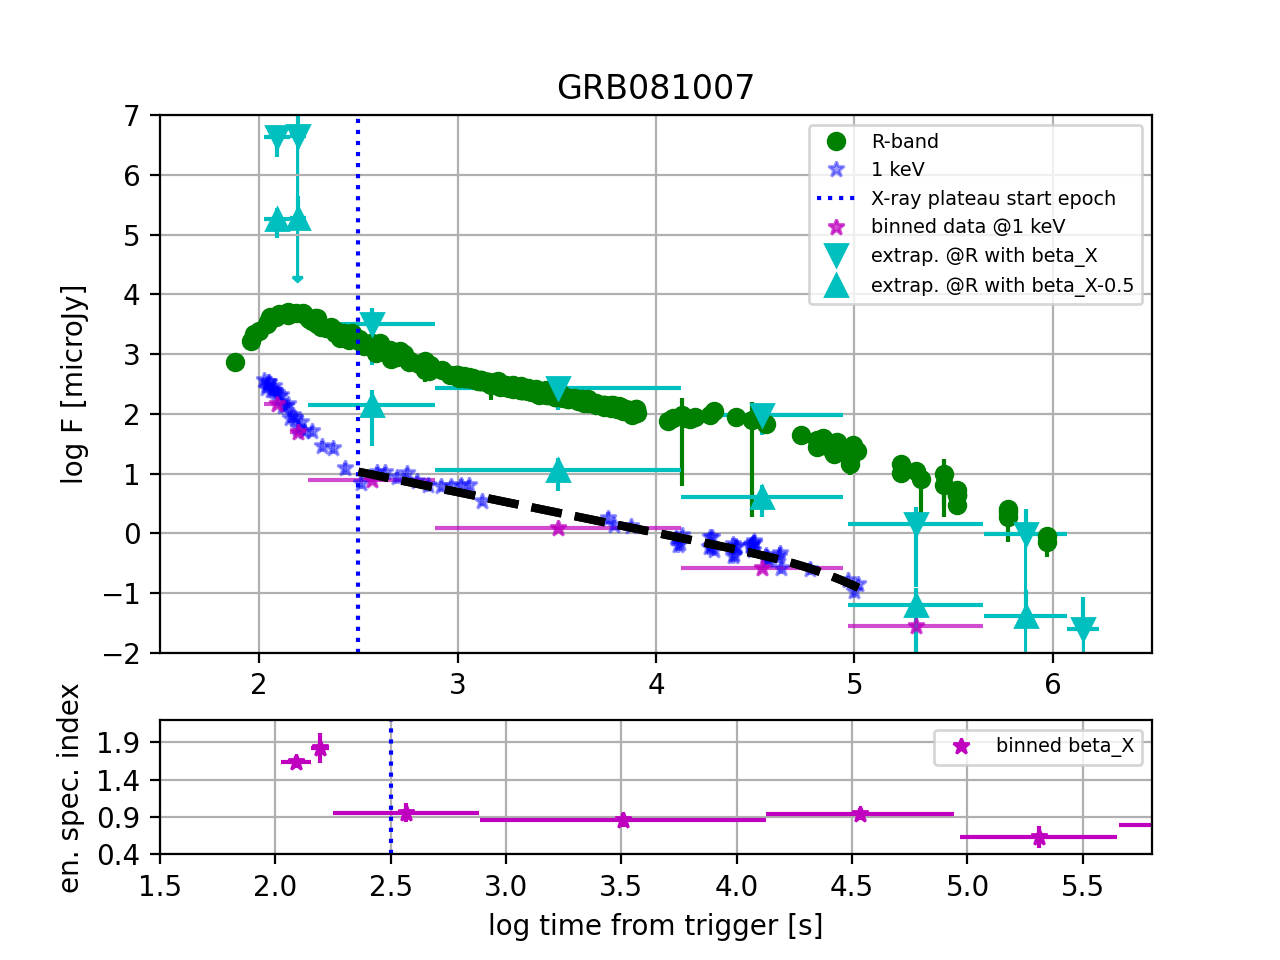 GRB081007
log F [microJy]
7
6
5
4
3
2
1
0
−1
−2
R-band
1 keV
X-ray plateau start epoch
binned data @1 keV
extrap. @R with beta_X
extrap. @R with beta_X-0.5
2 3 4 5 6
en. spec. index
1.9
1.4
0.9
0.4
binned beta_X
1.5 2.0 2.5 3.0 3.5 4.0 4.5 5.0 5.5
log time from trigger [s]